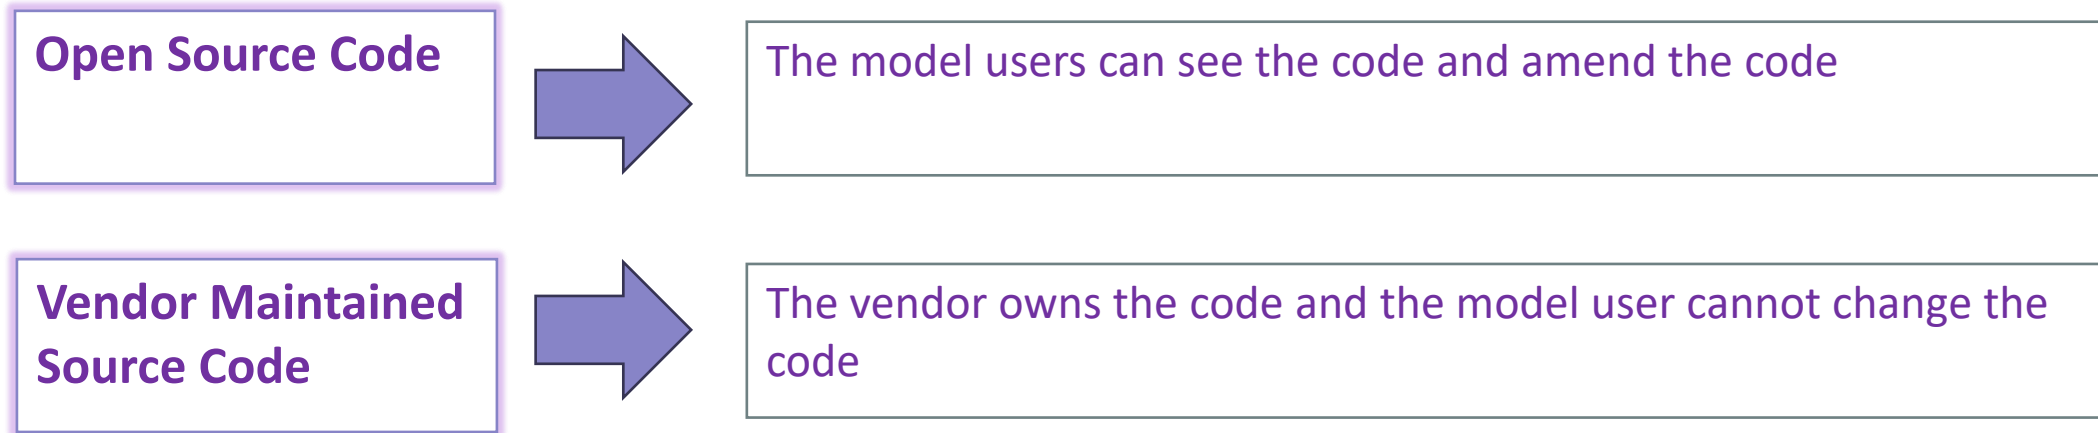 Open Source Code
The model users can see the code and amend the code
Vendor Maintained
Source Code
The vendor owns the code and the model user cannot change the
code